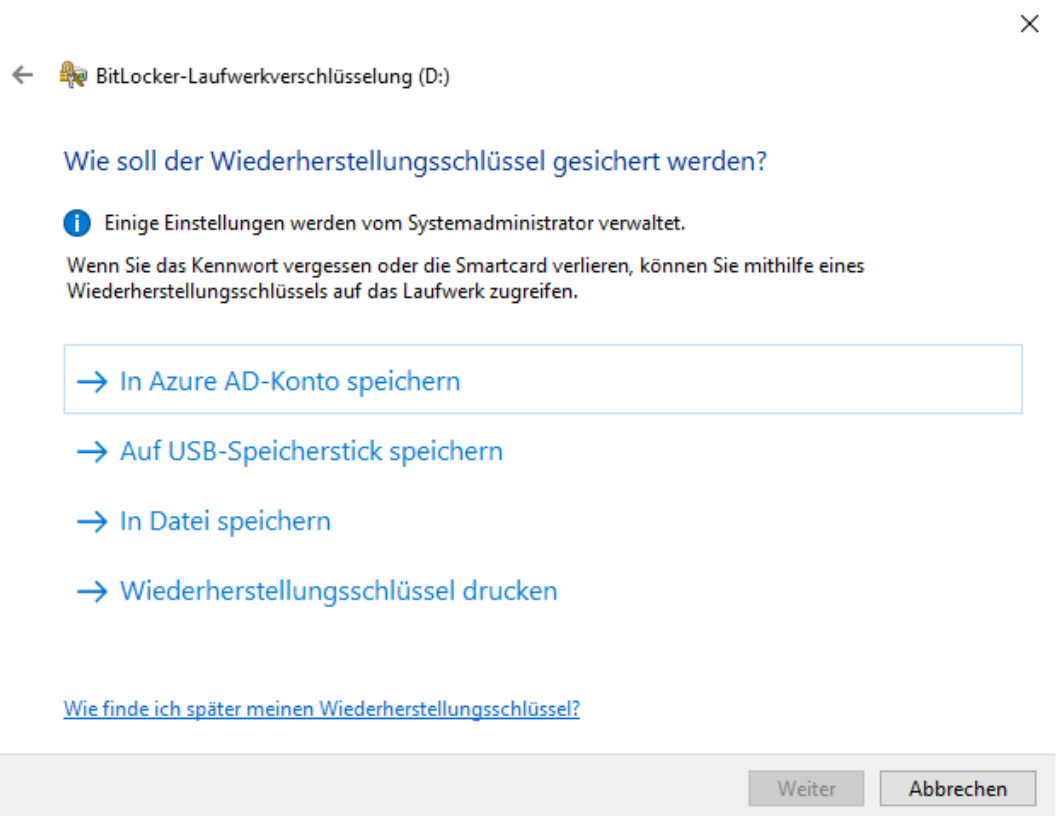 BitLocker-Laufwerkverschlüsselung (D:)
Wie soll der Wiederherstellungsschlüssel gesichert werden?
Einige Einstellungen werden vom Systemadministrator verwaltet.
Wenn Sie das Kennwort vergessen oder die Smartcard verlieren, können Sie mithilfe eines
Wiederherstellungsschlüssels auf das Laufwerk zugreifen.
In Azure AD-Konto speichern
Auf USB-Speicherstick speichern
In Datei speichern
Wiederherstellungsschlüssel drucken
Wie finde ich später meinen Wiederherstellungsschlüssel?
Weiter
Abbrechen